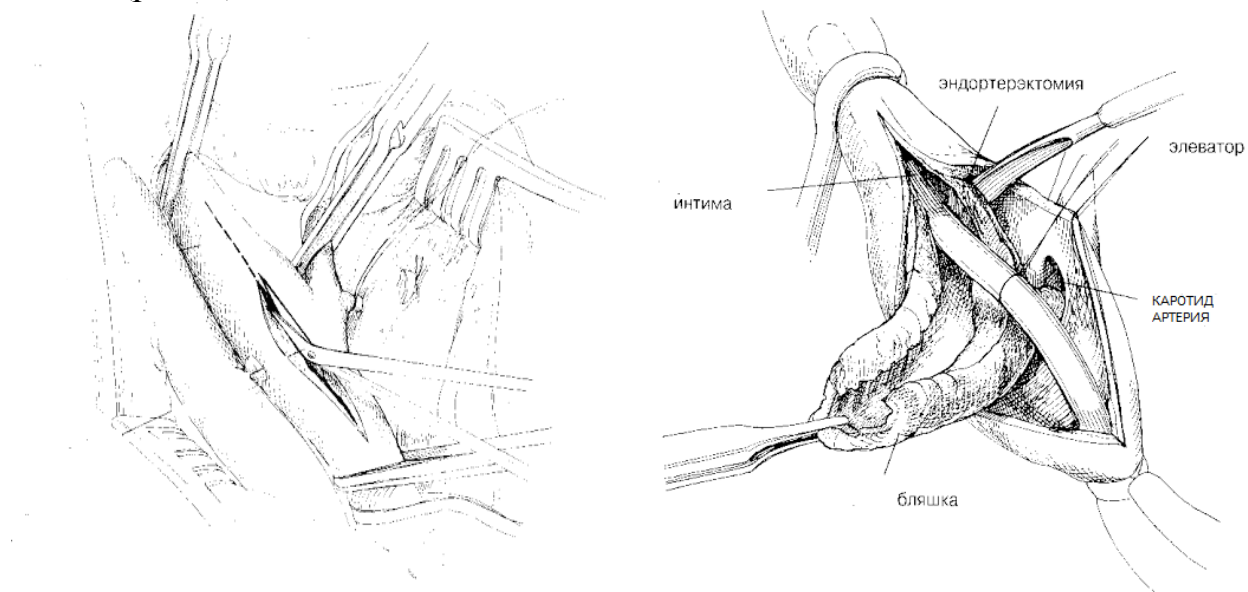 эндортерэктомия
элеватор
интима
КАРОТИД
АРТЕРИЯ
бляшка